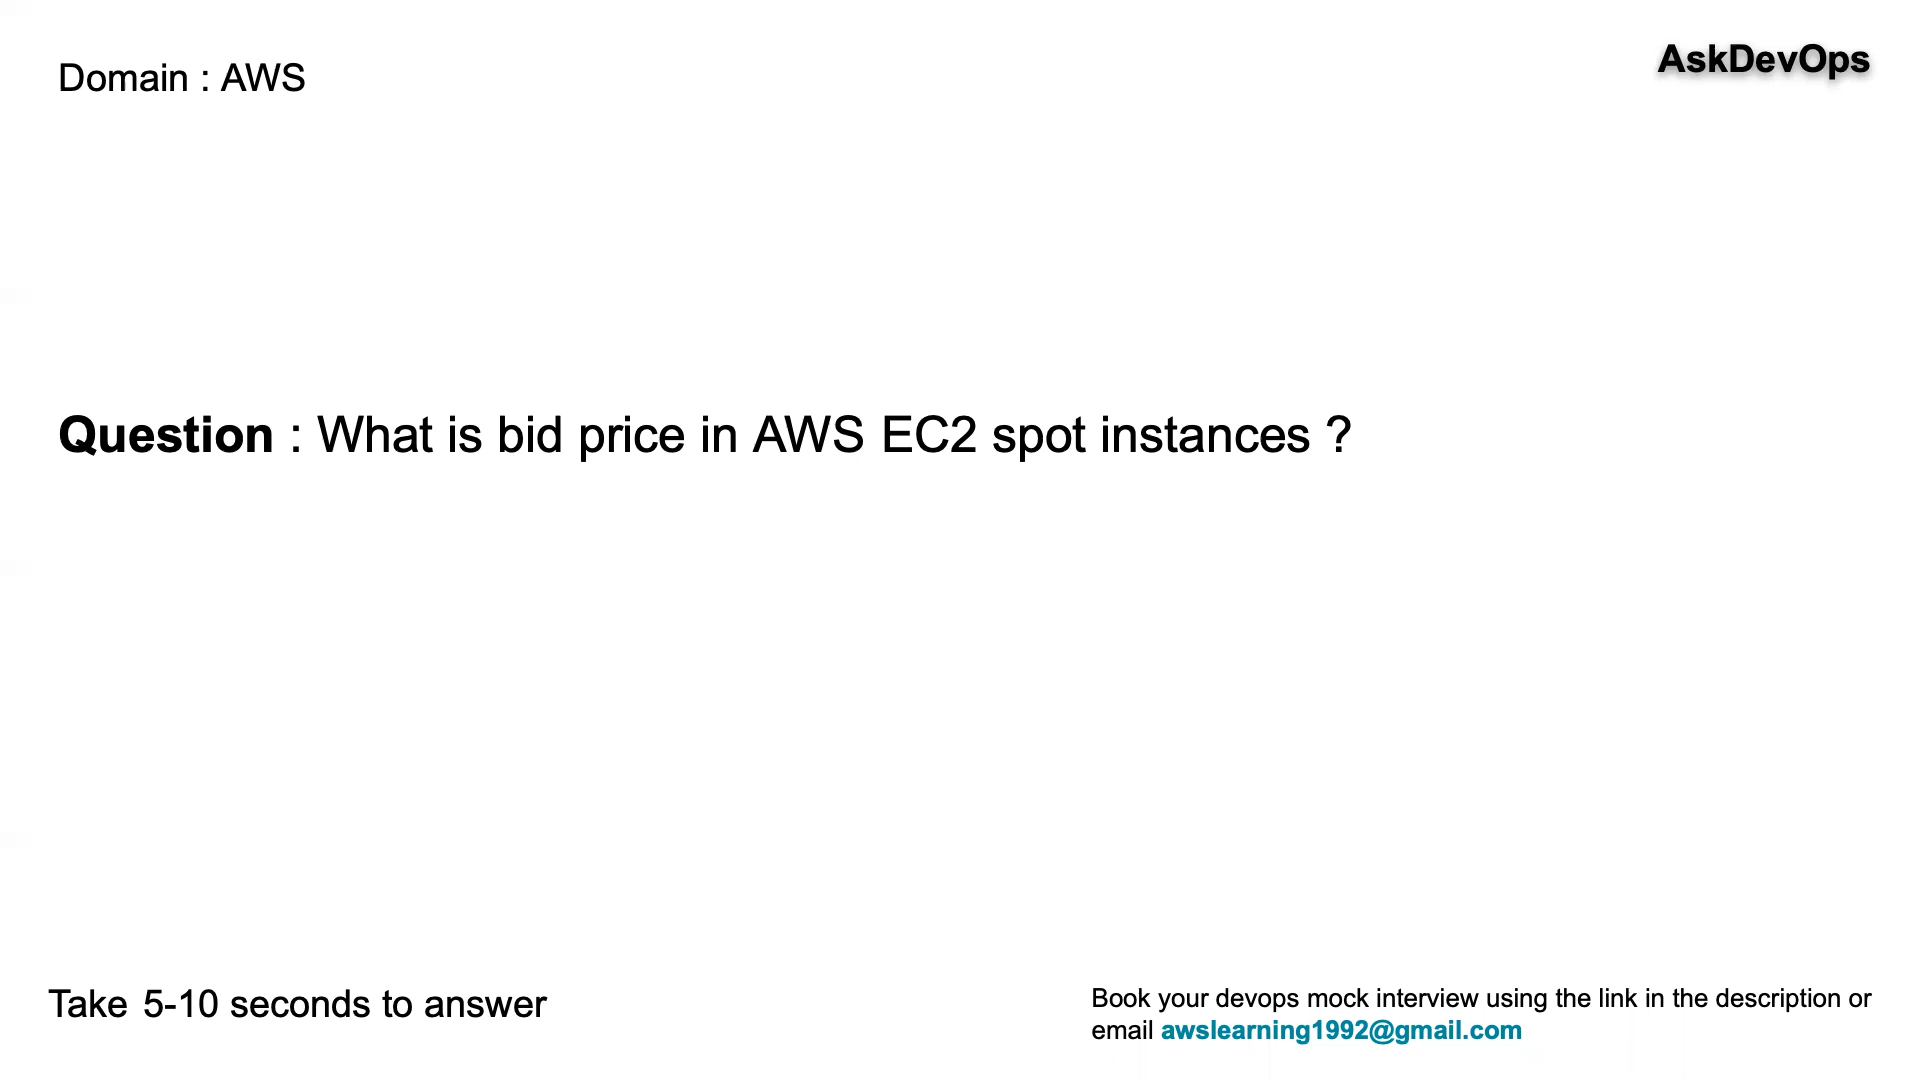 Domain : AWS
AskDevOps
Question : What is bid price in AWS EC2 spot instances ?
Take 5-10 seconds to answer
Book your devops mock interview using the link in the description or
email awslearning1992@gmail.com